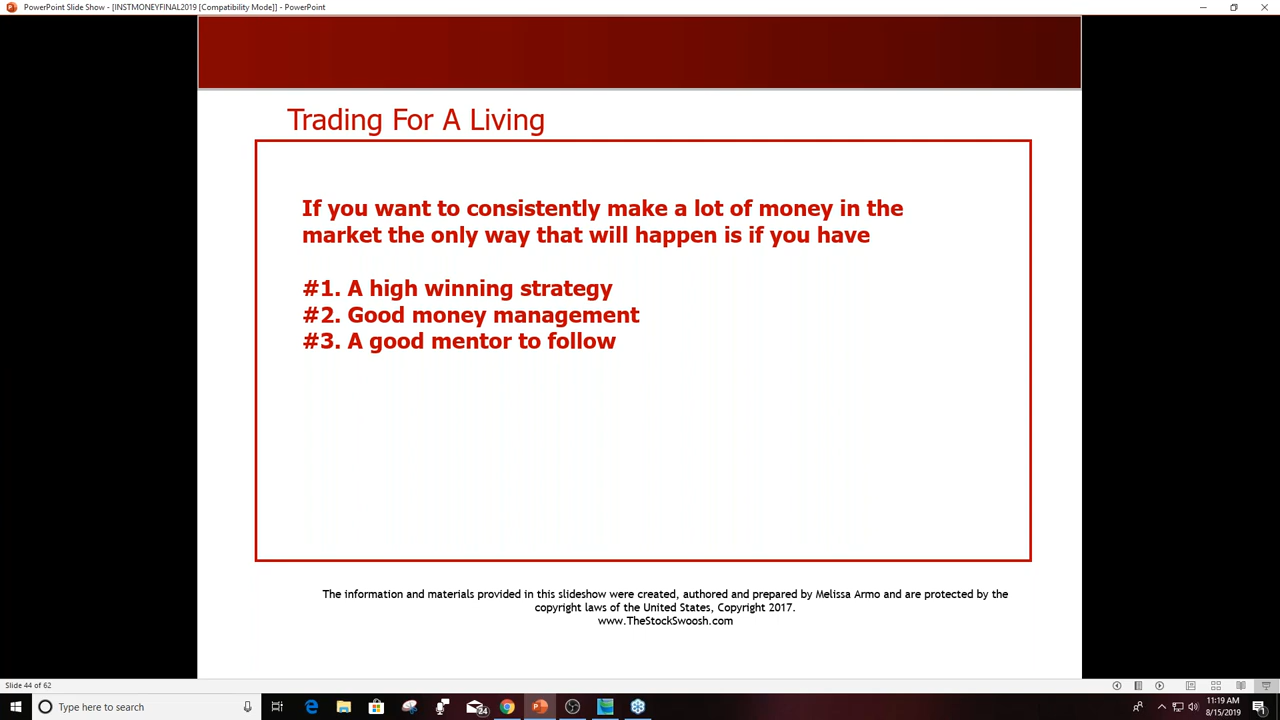 PowerPoint Slide Show - [INSTMONEYFINAL2019 [Compatibility Mode]] - PowerPoint
Trading For A Living
If you want to consistently make a lot of money in the
market the only way that will happen is if you have
#1. A high winning strategy
#2. Good money management
#3. A good mentor to follow
The information and materials provided in this slideshow were created, authored and prepared by Melissa Armo and are protected by the
copyright laws of the United States, Copyright 2017.
www.TheStockSwoosh.com
Slide 44 of 62
Type here to search
24
11:19 AM
8/15/2019
1